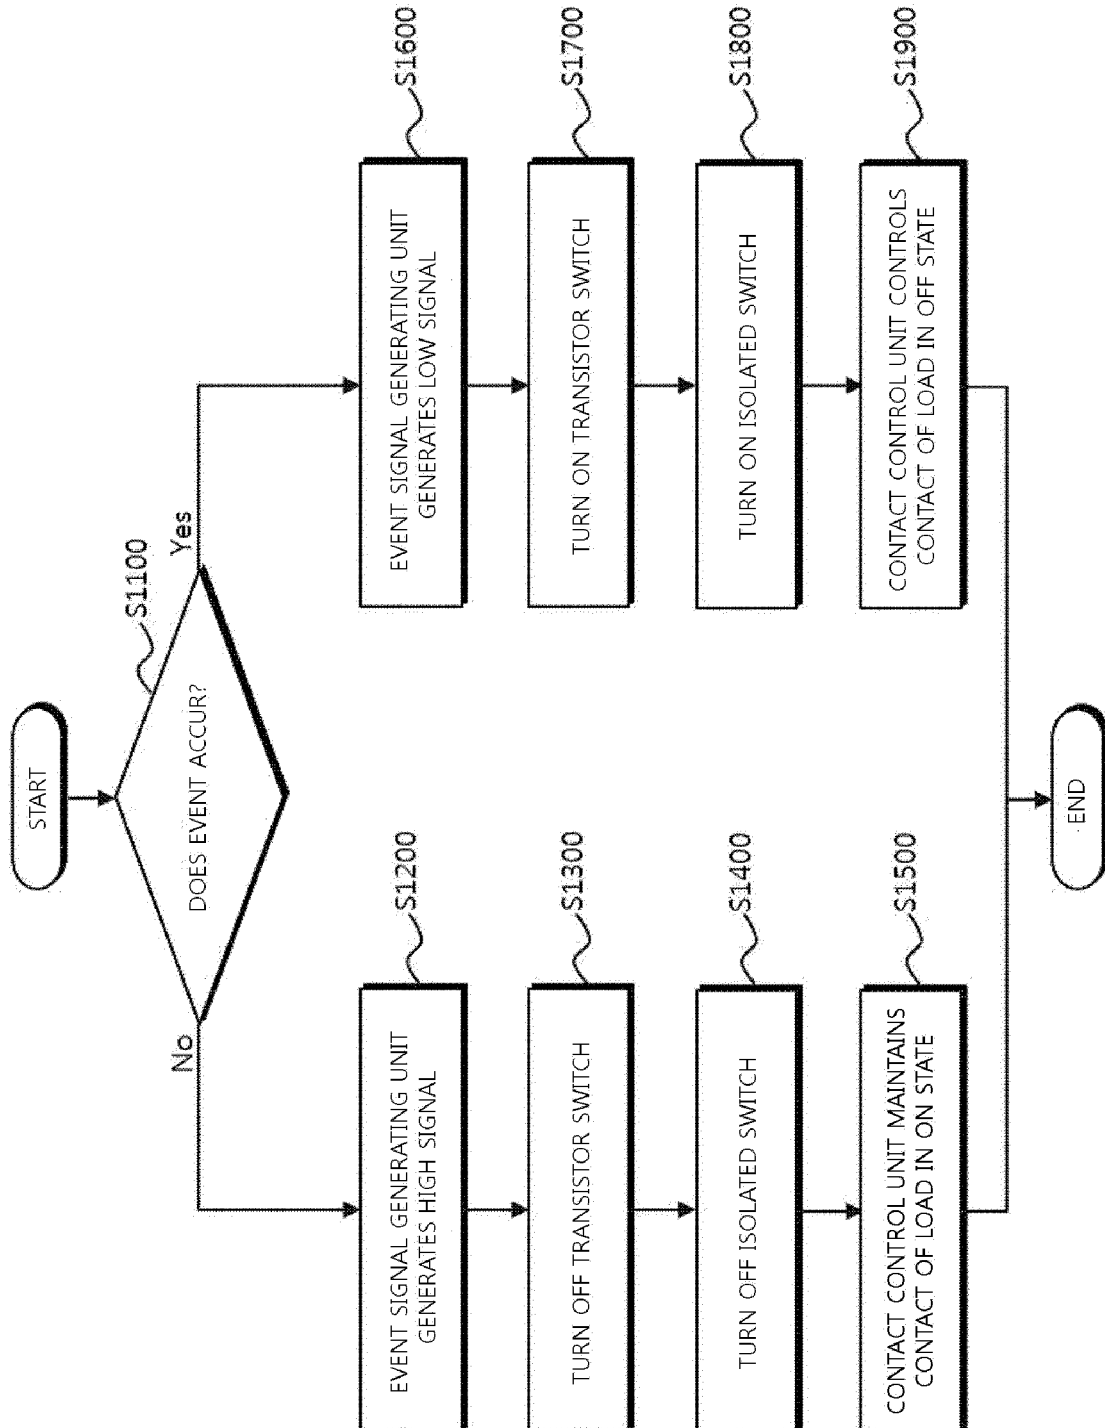 START
S1100
DOES EVENT ACCUR?
No
Yes
S1200
EVENT SIGNAL GENERATING UNIT
GENERATES HIGH SIGNAL
S1300
TURN OFF TRANSISTOR SWITCH
S1400
TURN OFF ISOLATED SWITCH
S1500
CONTACT CONTROL UNIT MAINTAINS
CONTACT OF LOAD IN ON STATE
S1600
EVENT SIGNAL GENERATING UNIT
GENERATES LOW SIGNAL
S1700
TURN ON TRANSISTOR SWITCH
S1800
TURN ON ISOLATED SWITCH
S1900
CONTACT CONTROL UNIT CONTROLS
CONTACT OF LOAD IN OFF STATE
END